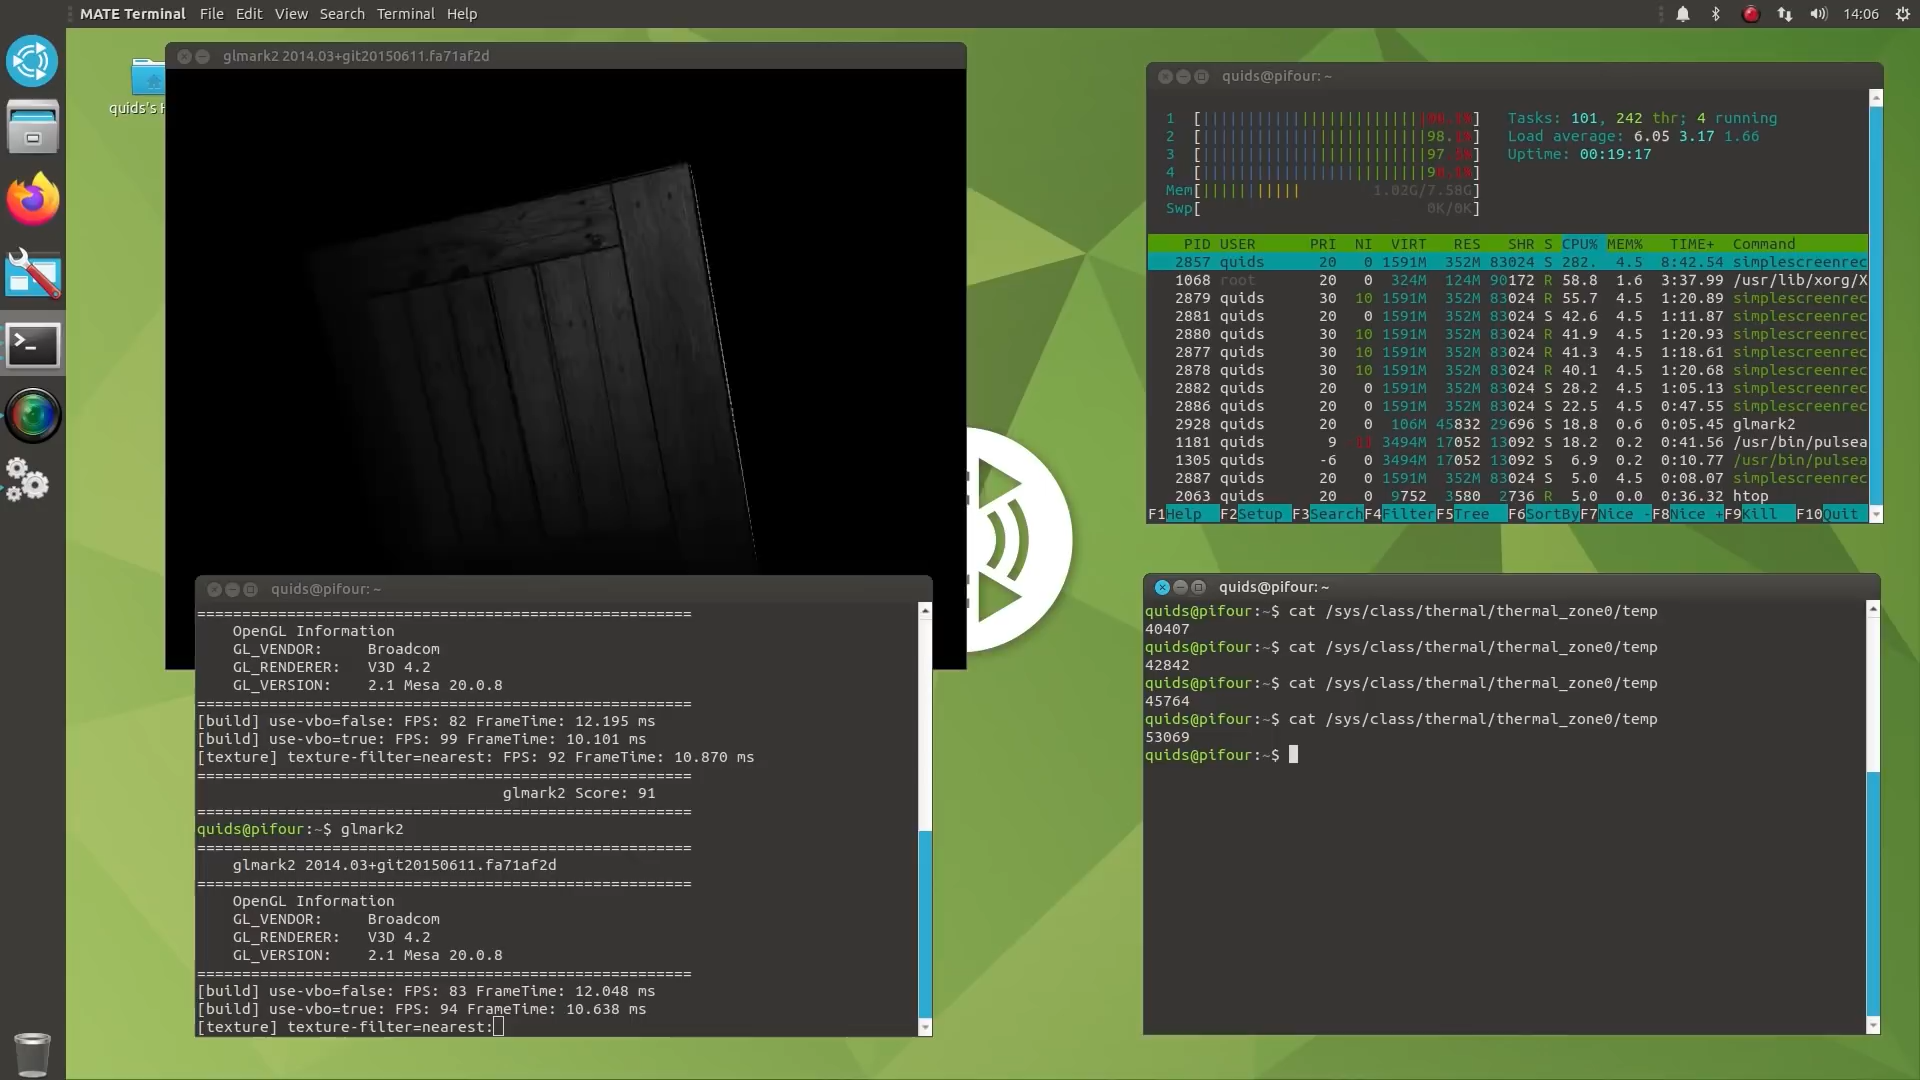 MATE Terminal File Edit View Search Terminal Help
14:06
glmark2 2014.03+git20150611.fa71af2d
quids's H
quids@pifour: ~
1 [ ]
2 [ 98. ]
3 [ 97 ]
4 [ ]
Mem[ 1.02G/7.58G]
Swp[ 0K/0K]
Tasks: 101, 242 thr; 4 running
Load average: 6.05 3.17 1.66
Uptime: 00:19:17
PID USER PRI NI VIRT RES SHR S CPU% MEM% TIME+ Command
2857 quids 20 0 1591M 352M 83024 S 282. 4.5 8:42.54 simplescreenrec
1068 root 20 0 324M 124M 90172 R 58.8 1.6 3:37.99 /usr/lib/xorg/X
2879 quids 30 10 1591M 352M 83024 R 55.7 4.5 1:20.89 simplescreenrec
2881 quids 20 0 1591M 352M 83024 S 42.6 4.5 1:11.87 simplescreenrec
2880 quids 30 10 1591M 352M 83024 R 41.9 4.5 1:20.93 simplescreenrec
2877 quids 30 10 1591M 352M 83024 R 41.3 4.5 1:18.61 simplescreenrec
2878 quids 30 10 1591M 352M 83024 R 40.1 4.5 1:20.68 simplescreenrec
2882 quids 20 0 1591M 352M 83024 S 28.2 4.5 1:05.13 simplescreenrec
2886 quids 20 0 1591M 352M 83024 S 22.5 4.5 0:47.55 simplescreenrec
2928 quids 20 0 106M 45832 29696 S 18.8 0.6 0:05.45 glmark2
1181 quids 9 3494M 17052 13092 S 18.2 0.2 0:41.56 /usr/bin/pulsea
1305 quids -6 0 3494M 17052 13092 S 6.9 0.2 0:10.77 /usr/bin/pulsea
2887 quids 20 0 1591M 352M 83024 S 5.0 4.5 0:08.07 simplescreenrec
2063 quids 20 0 9752 3580 2736 R 5.0 0.0 0:36.32 htop
F1Help F2Setup F3SearchF4FilterF5Tree F6SortByF7Nice -F8Nice +F9Kill F10Quit
quids@pifour: ~
=======================================================
OpenGL Information
GL_VENDOR: Broadcom
GL_RENDERER: V3D 4.2
GL_VERSION: 2.1 Mesa 20.0.8
=======================================================
[build] use-vbo=false: FPS: 82 FrameTime: 12.195 ms
[build] use-vbo=true: FPS: 99 FrameTime: 10.101 ms
[texture] texture-filter=nearest: FPS: 92 FrameTime: 10.870 ms
=======================================================
glmark2 Score: 91
=======================================================
quids@pifour:~$ glmark2
=======================================================
glmark2 2014.03+git20150611.fa71af2d
=======================================================
OpenGL Information
GL_VENDOR: Broadcom
GL_RENDERER: V3D 4.2
GL_VERSION: 2.1 Mesa 20.0.8
=======================================================
[build] use-vbo=false: FPS: 83 FrameTime: 12.048 ms
[build] use-vbo=true: FPS: 94 FrameTime: 10.638 ms
[texture] texture-filter=nearest:
quids@pifour: ~
quids@pifour:~$ cat /sys/class/thermal/thermal_zone0/temp
40407
quids@pifour:~$ cat /sys/class/thermal/thermal_zone0/temp
42842
quids@pifour:~$ cat /sys/class/thermal/thermal_zone0/temp
45764
quids@pifour:~$ cat /sys/class/thermal/thermal_zone0/temp
53069
quids@pifour:~$